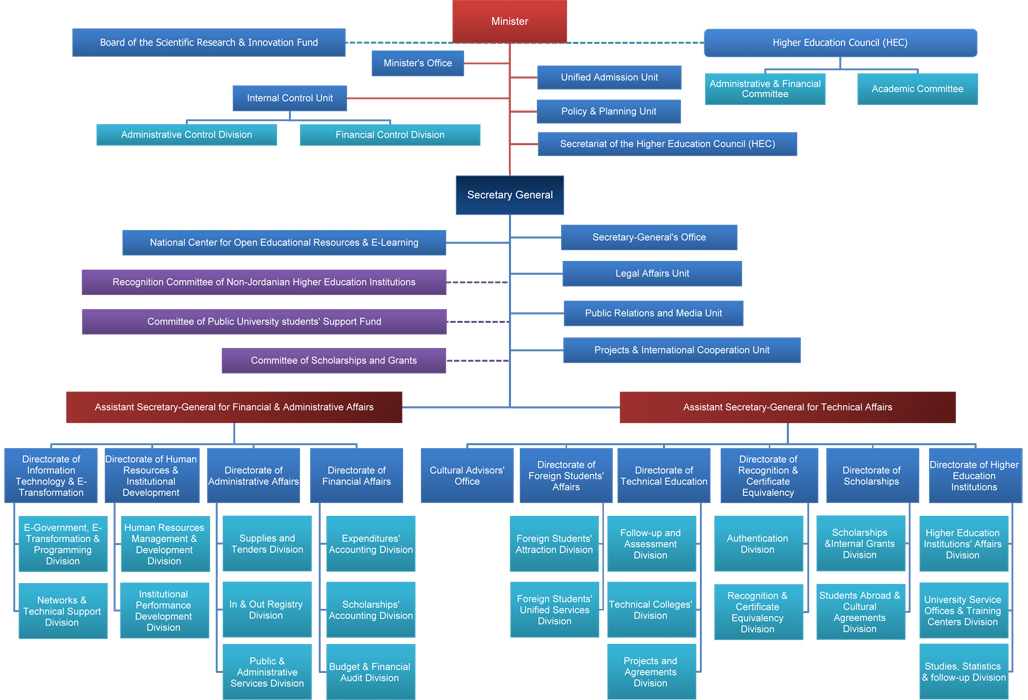 Minister
Board of the Scientific Research & Innovation Fund
Higher Education Council (HEC)
Minister's Office
Unified Admission Unit
Administrative & Financial
Committee
Academic Committee
Internal Control Unit
Policy & Planning Unit
Administrative Control Division
Financial Control Division
Secretariat of the Higher Education Council (HEC)
Secretary General
National Center for Open Educational Resources & E-Learning
Secretary-General's Office
Recognition Committee of Non-Jordanian Higher Education Institutions
Legal Affairs Unit
Committee of Public University students' Support Fund
Public Relations and Media Unit
Committee of Scholarships and Grants
Projects & International Cooperation Unit
Assistant Secretary-General for Financial & Administrative Affairs
Assistant Secretary-General for Technical Affairs
Directorate of
Information
Technology & E-
Transformation
Directorate of Human
Resources &
Institutional
Development
Directorate of
Administrative Affairs
Directorate of
Financial Affairs
Cultural Advisors'
Office
Directorate of
Foreign Students'
Affairs
Directorate of
Technical Education
Directorate of
Recognition &
Certificate
Equivalency
Directorate of
Scholarships
Directorate of Higher
Education
Institutions
E-Government, E-
Transformation &
Programming
Division
Human Resources
Management &
Development
Division
Supplies and
Tenders Division
Expenditures'
Accounting Division
Foreign Students'
Attraction Division
Follow-up and
Assessment
Division
Authentication
Division
Scholarships
&Internal Grants
Division
Higher Education
Institutions' Affairs
Division
Networks &
Technical Support
Division
Institutional
Performance
Development
Division
In & Out Registry
Division
Scholarships'
Accounting Division
Foreign Students'
Unified Services
Division
Technical Colleges'
Division
Recognition &
Certificate
Equivalency
Division
Students Abroad &
Cultural
Agreements
Division
University Service
Offices & Training
Centers Division
Public &
Administrative
Services Division
Budget & Financial
Audit Division
Projects and
Agreements
Division
Studies, Statistics
& follow-up Division